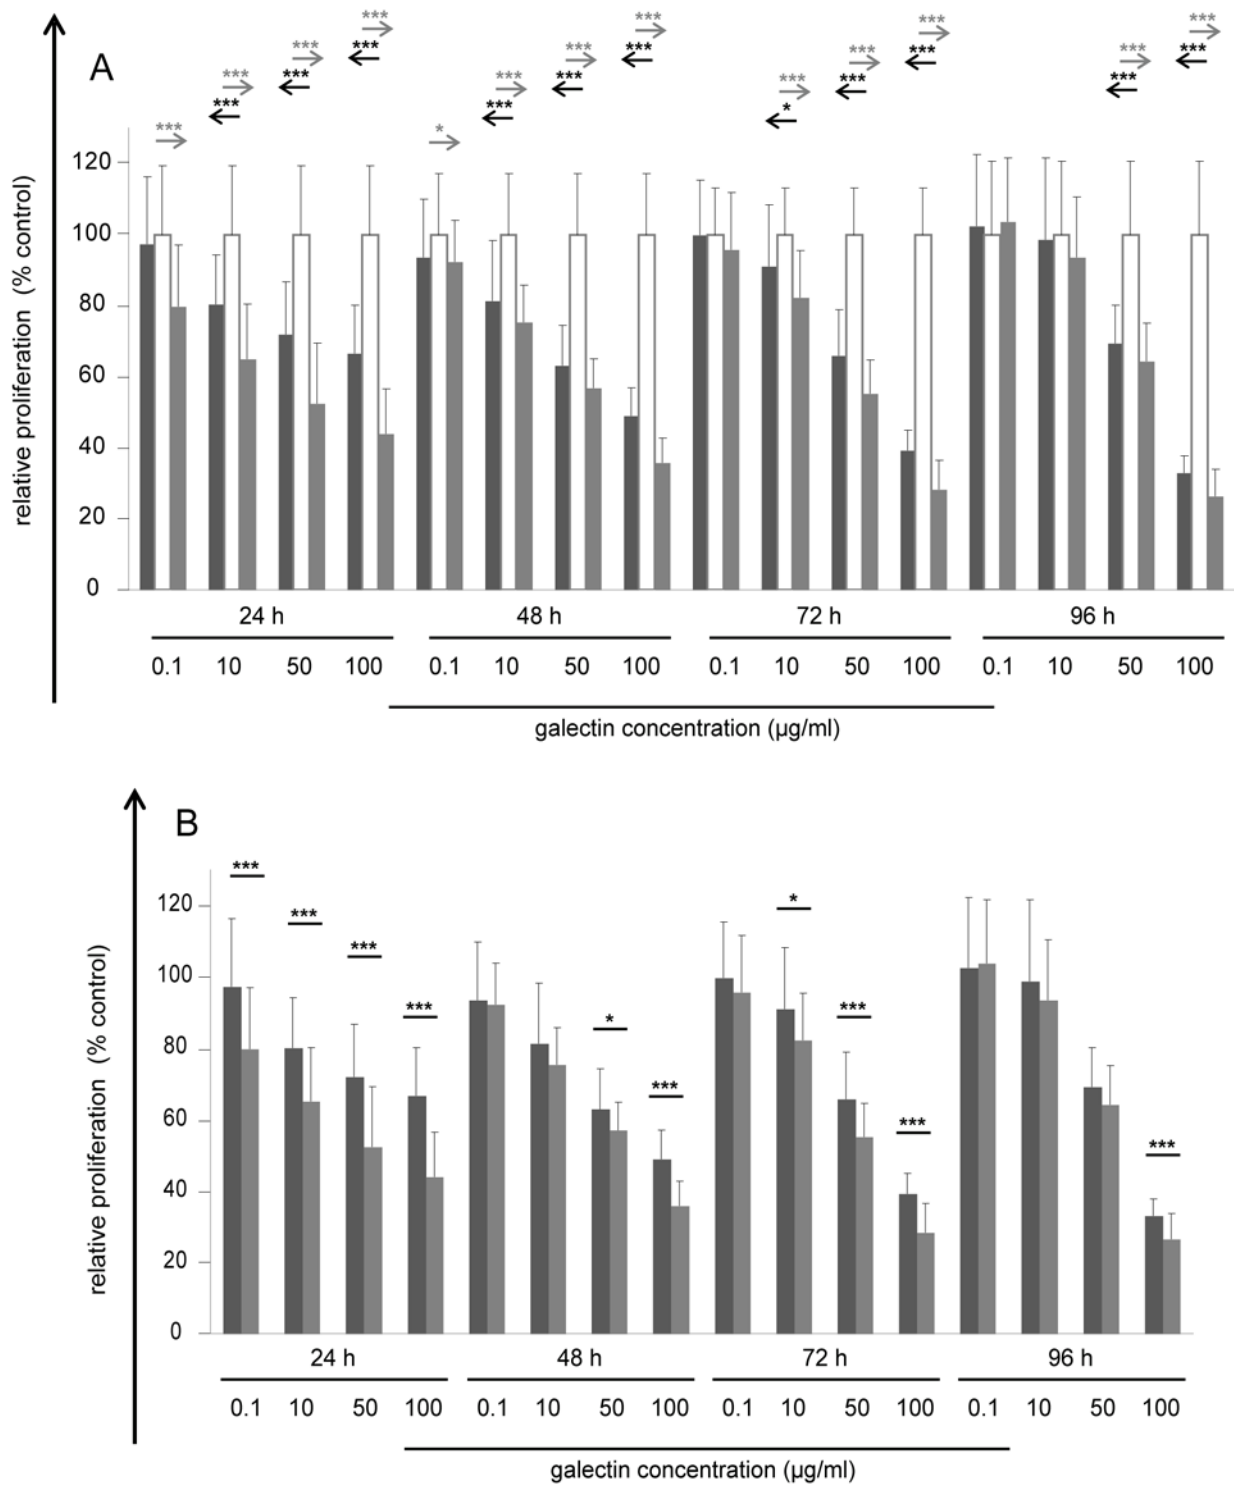 *** *** *** ***
*** *** *** *** *** *** *** ***
A *** *** *** *** *** *** *** ***
*** *** *** ***
*** * *** *
120
100
80
60
40
20
0
relative proliferation (% control)
24 h 48 h 72 h 96 h
0.1 10 50 100 0.1 10 50 100 0.1 10 50 100 0.1 10 50 100
galectin concentration (µg/ml)
B
*** *** *** *** * *** * *** *** ***
120
100
80
60
40
20
0
relative proliferation (% control)
24 h 48 h 72 h 96 h
0.1 10 50 100 0.1 10 50 100 0.1 10 50 100 0.1 10 50 100
galectin concentration (µg/ml)